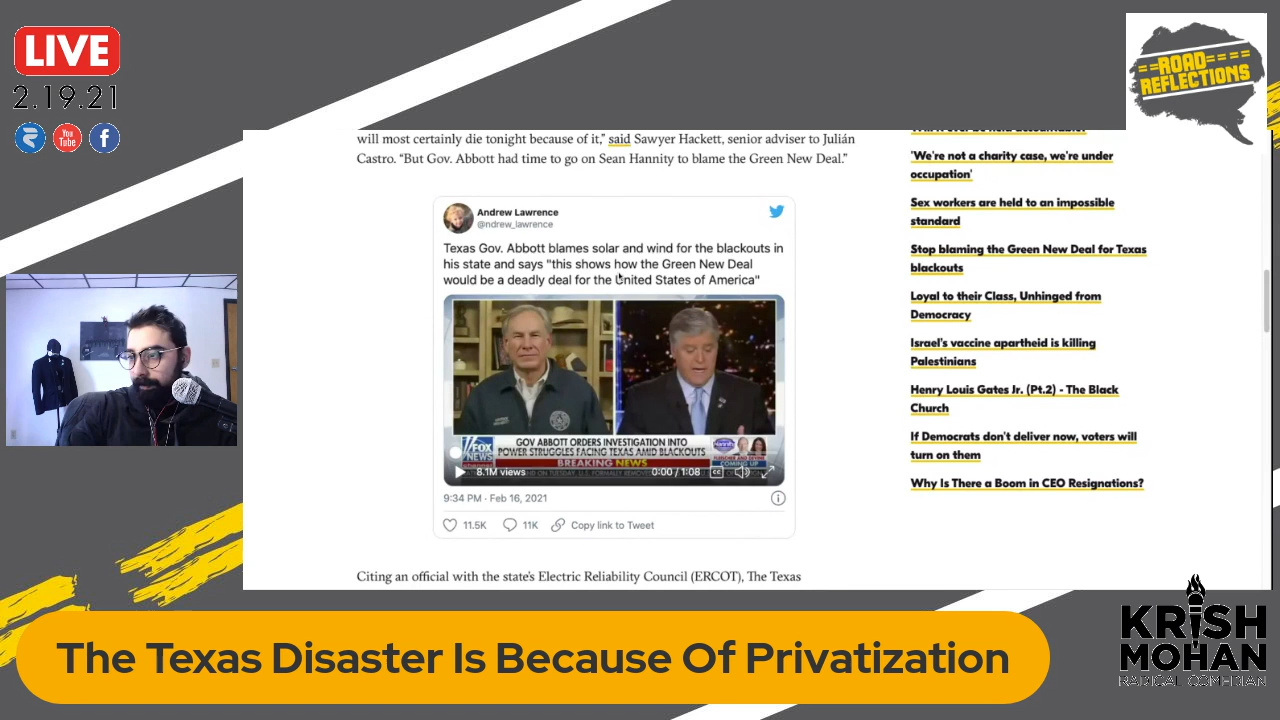 LIVE
2.19.21
You
Tube
f
==ROAD====
REFLECTIONS
will most certainly die tonight because of it,” said Sawyer Hackett, senior adviser to Julián
Castro. “But Gov. Abbott had time to go on Sean Hannity to blame the Green New Deal.”
Andrew Lawrence
@ndrew_lawrence
Texas Gov. Abbott blames solar and wind for the blackouts in
his state and says "this shows how the Green New Deal
would be a deadly deal for the United States of America"
FOX
NEWS
channel
GOV ABBOTT ORDERS INVESTIGATION INTO
POWER STRUGGLES FACING TEXAS AMID BLACKOUTS
BREAKING NEWS
COMING UP
8.1M views
0:00 / 1:08
CC
9:34 PM · Feb 16, 2021
11.5K
11K
Copy link to Tweet
Citing an official with the state’s Electric Reliability Council (ERCOT), The Texas
'We're not a charity case, we're under
occupation'
Sex workers are held to an impossible
standard
Stop blaming the Green New Deal for Texas
blackouts
Loyal to their Class, Unhinged from
Democracy
Israel's vaccine apartheid is killing
Palestinians
Henry Louis Gates Jr. (Pt.2) - The Black
Church
If Democrats don't deliver now, voters will
turn on them
Why Is There a Boom in CEO Resignations?
The Texas Disaster Is Because Of Privatization
KRISH
MOHAN
RADICAL COMEDIAN